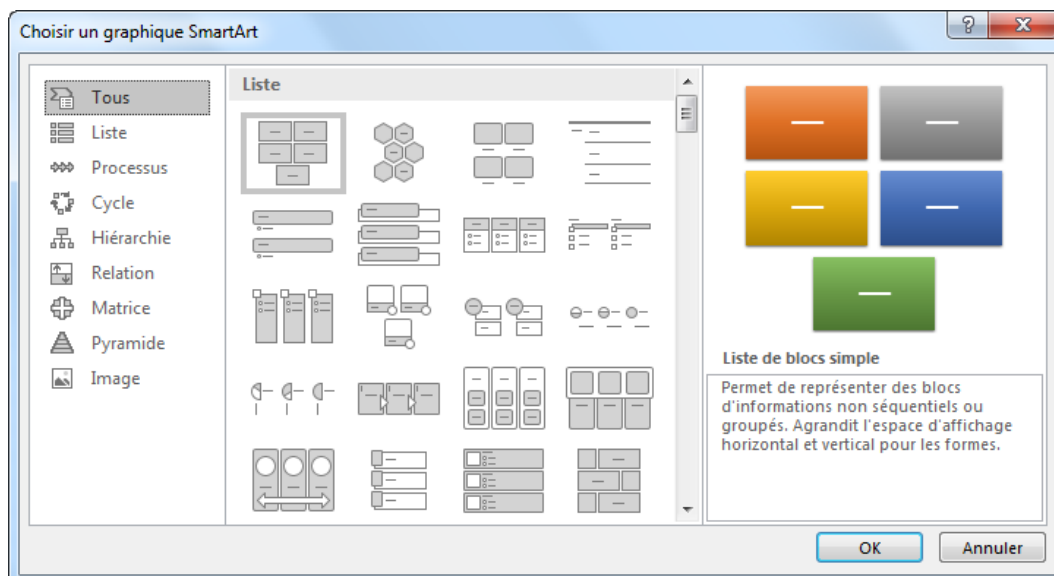 Choisir un graphique SmartArt
Tous
Liste
Processus
Cycle
Hiérarchie
Relation
Matrice
Pyramide
Image
Liste
Liste de blocs simple
Permet de représenter des blocs
d'informations non séquentiels ou
groupés. Agrandit l'espace d'affichage
horizontal et vertical pour les formes.
OK
Annuler